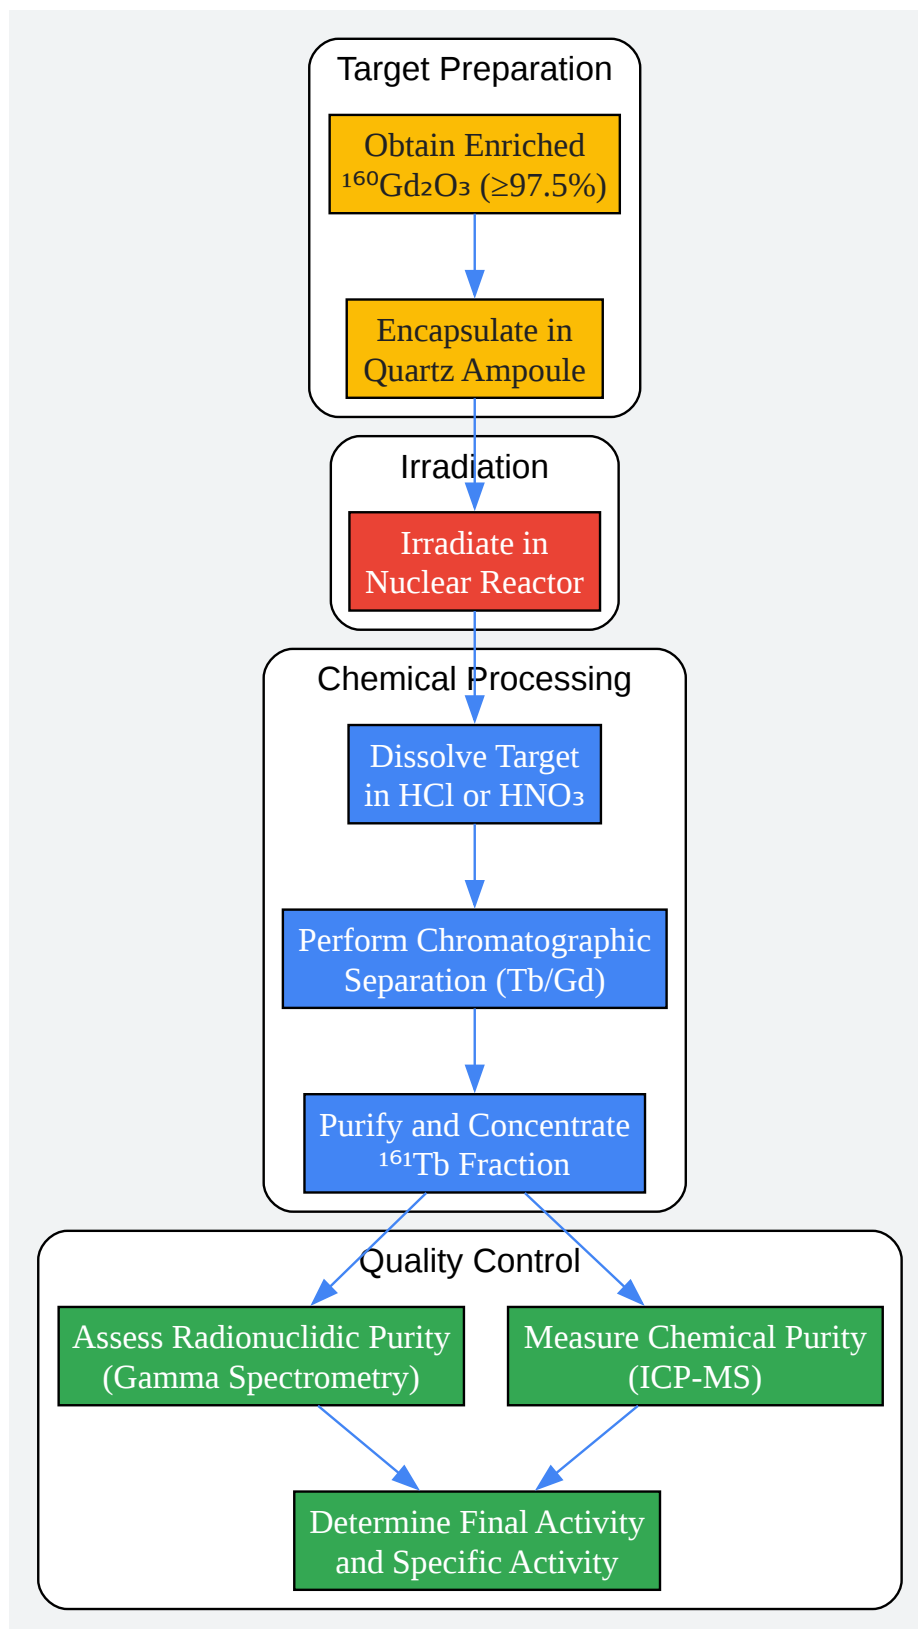 Target Preparation
Obtain Enriched
¹⁶⁰Gd₂O₃ (≥97.5%)
Encapsulate in
Quartz Ampoule
Irradiation
Irradiate in
Nuclear Reactor
Chemical Processing
Dissolve Target
in HCl or HNO₃
Perform Chromatographic
Separation (Tb/Gd)
Purify and Concentrate
¹⁶¹Tb Fraction
Quality Control
Assess Radionuclidic Purity
(Gamma Spectrometry)
Measure Chemical Purity
(ICP-MS)
Determine Final Activity
and Specific Activity